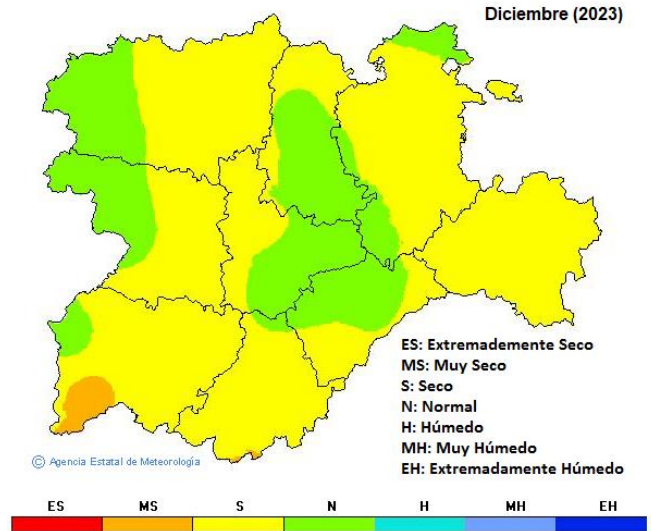 Diciembre (2023)
ES: Extremademente Seco
MS: Muy Seco
S: Seco
N: Normal
H: Húmedo
MH: Muy Húmedo
EH: Extremadamente Húmedo
© Agencia Estatal de Meteorología
ES MS S N H MH EH